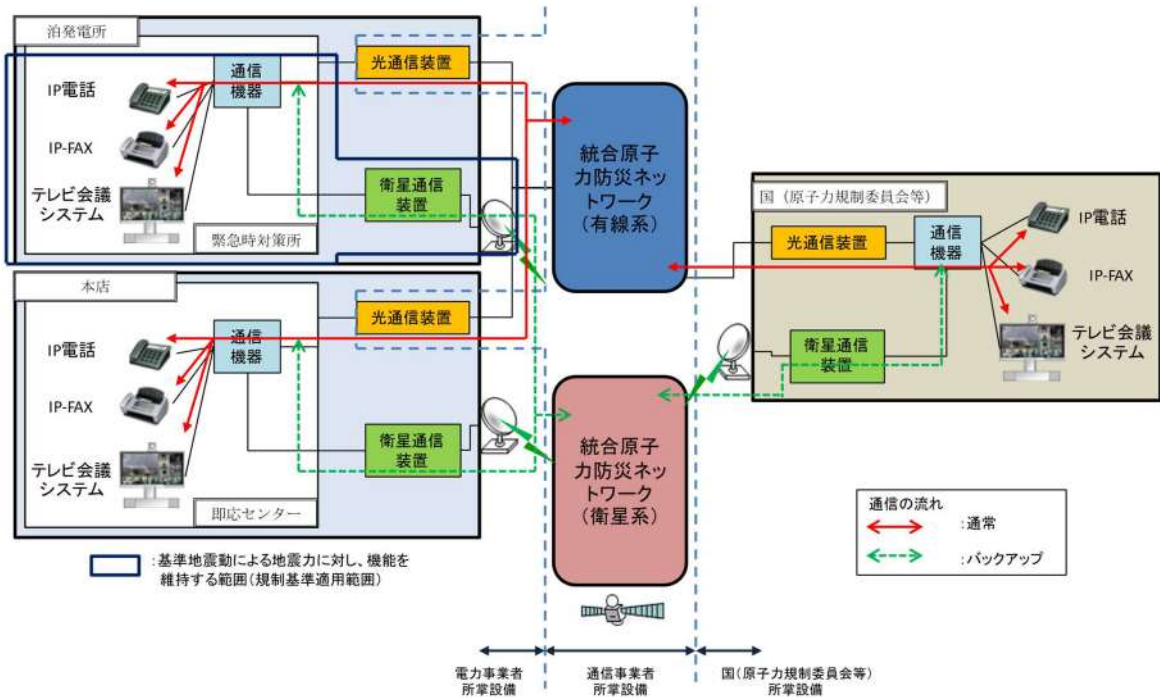 泊発電所
通信
機器
光通信装置
IP電話
IP-FAX
テレビ会議
システム
衛星通信
装置
緊急時対策所
本店
通信
機器
光通信装置
IP電話
IP-FAX
テレビ会議
システム
衛星通信
装置
即応センター
統合原子
力防災ネッ
トワーク
（有線系）
統合原子
力防災ネッ
トワーク
（衛星系）
国（原子力規制委員会等）
光通信装置
通信
機器
IP電話
IP-FAX
テレビ会議
システム
衛星通信
装置
通信の流れ
：通常
：バックアップ
：基準地震動による地震力に対し、機能を
維持する範囲（規制基準適用範囲）
電力事業者
所掌設備
通信事業者
所掌設備
国（原子力規制委員会等）
所掌設備